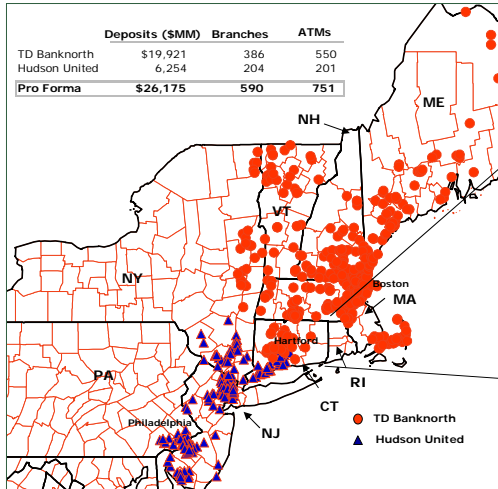 Deposits ($MM) Branches ATMs
TD Banknorth $19,921 386 550
Hudson United 6,254 204 201
Pro Forma $26,175 590 751
NH
ME
VT
NY
Boston
MA
Hartford
PA
RI
CT
Philadelphia
NJ
TD Banknorth
Hudson United